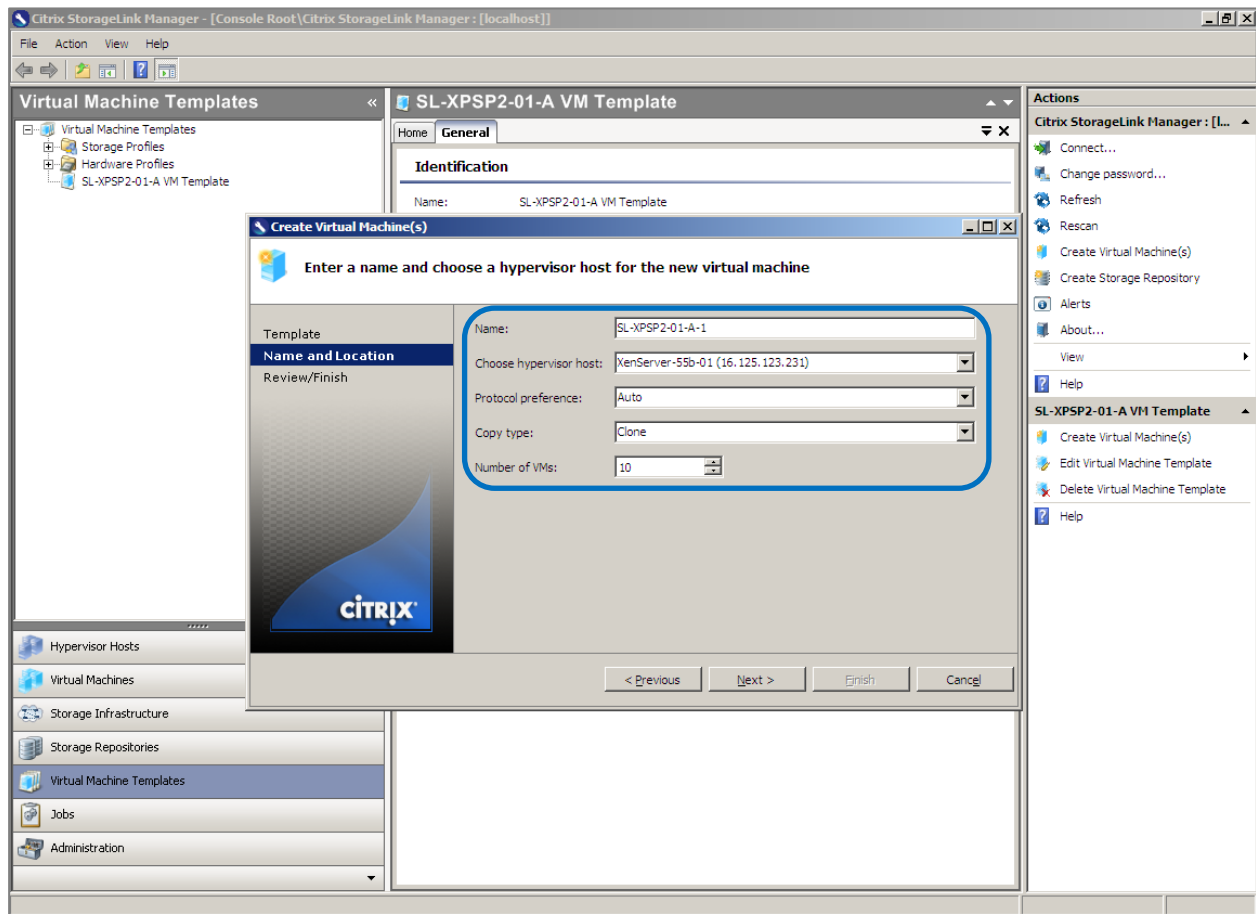 Citrix StorageLink Manager - [Console Root\Citrix StorageLink Manager : [localhost]]
File Action View Help
Virtual Machine Templates «
Virtual Machine Templates
Storage Profiles
Hardware Profiles
SL-XPSP2-01-A VM Template
SL-XPSP2-01-A VM Template
Home General
Identification
Name: SL-XPSP2-01-A VM Template
Create Virtual Machine(s)
Enter a name and choose a hypervisor host for the new virtual machine
Template
Name and Location
Review/Finish
CITRIX
Name: SL-XPSP2-01-A-1
Choose hypervisor host: XenServer-55b-01 (16.125.123.231)
Protocol preference: Auto
Copy type: Clone
Number of VMs: 10
< Previous Next > Finish Cancel
Hypervisor Hosts
Virtual Machines
Storage Infrastructure
Storage Repositories
Virtual Machine Templates
Jobs
Administration
Actions
Citrix StorageLink Manager : [l...
Connect...
Change password...
Refresh
Rescan
Create Virtual Machine(s)
Create Storage Repository
Alerts
About...
View
Help
SL-XPSP2-01-A VM Template
Create Virtual Machine(s)
Edit Virtual Machine Template
Delete Virtual Machine Template
Help